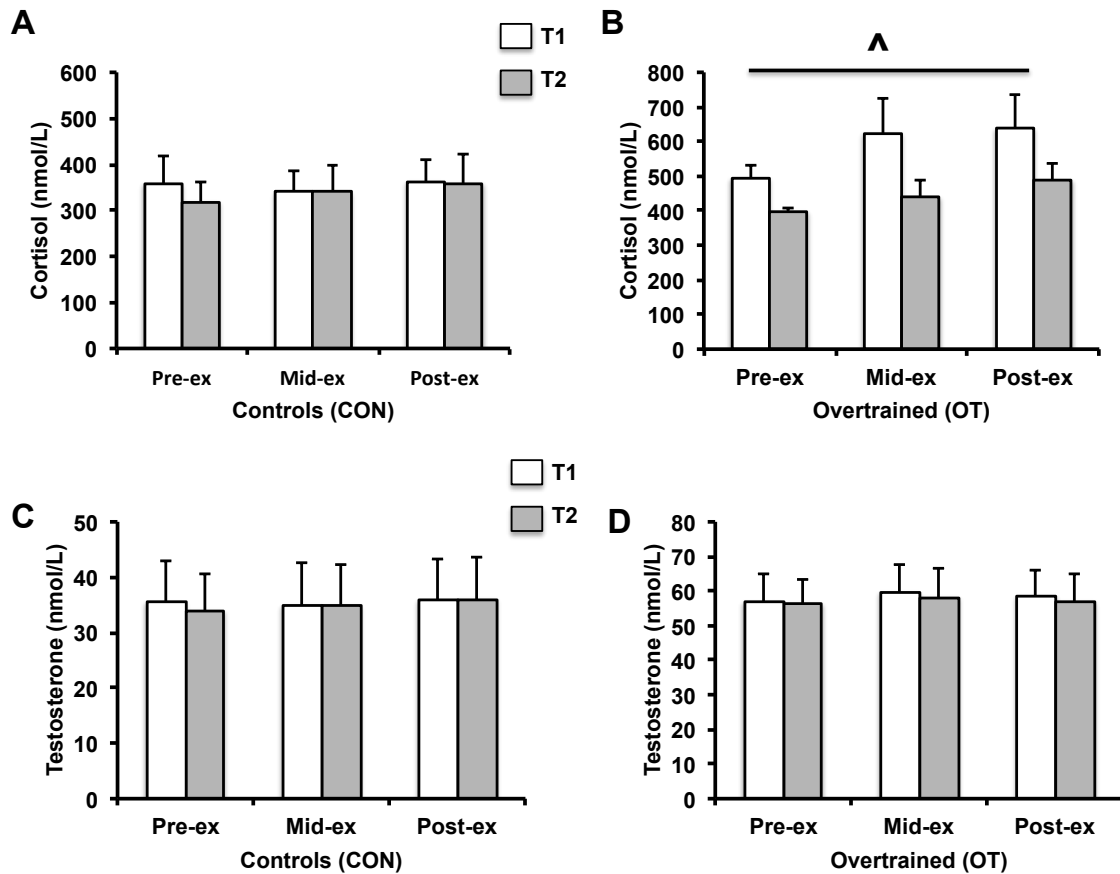 A
T1
T2
600
500
400
300
200
100
0
Cortisol (nmol/L)
Pre-ex Mid-ex Post-ex
Controls (CON)
B
^
800
700
600
500
400
300
200
100
0
Cortisol (nmol/L)
Pre-ex Mid-ex Post-ex
Overtrained (OT)
C
T1
T2
50
40
30
20
10
0
Testosterone (nmol/L)
Pre-ex Mid-ex Post-ex
Controls (CON)
D
80
70
60
50
40
30
20
10
0
Testosterone (nmol/L)
Pre-ex Mid-ex Post-ex
Overtrained (OT)